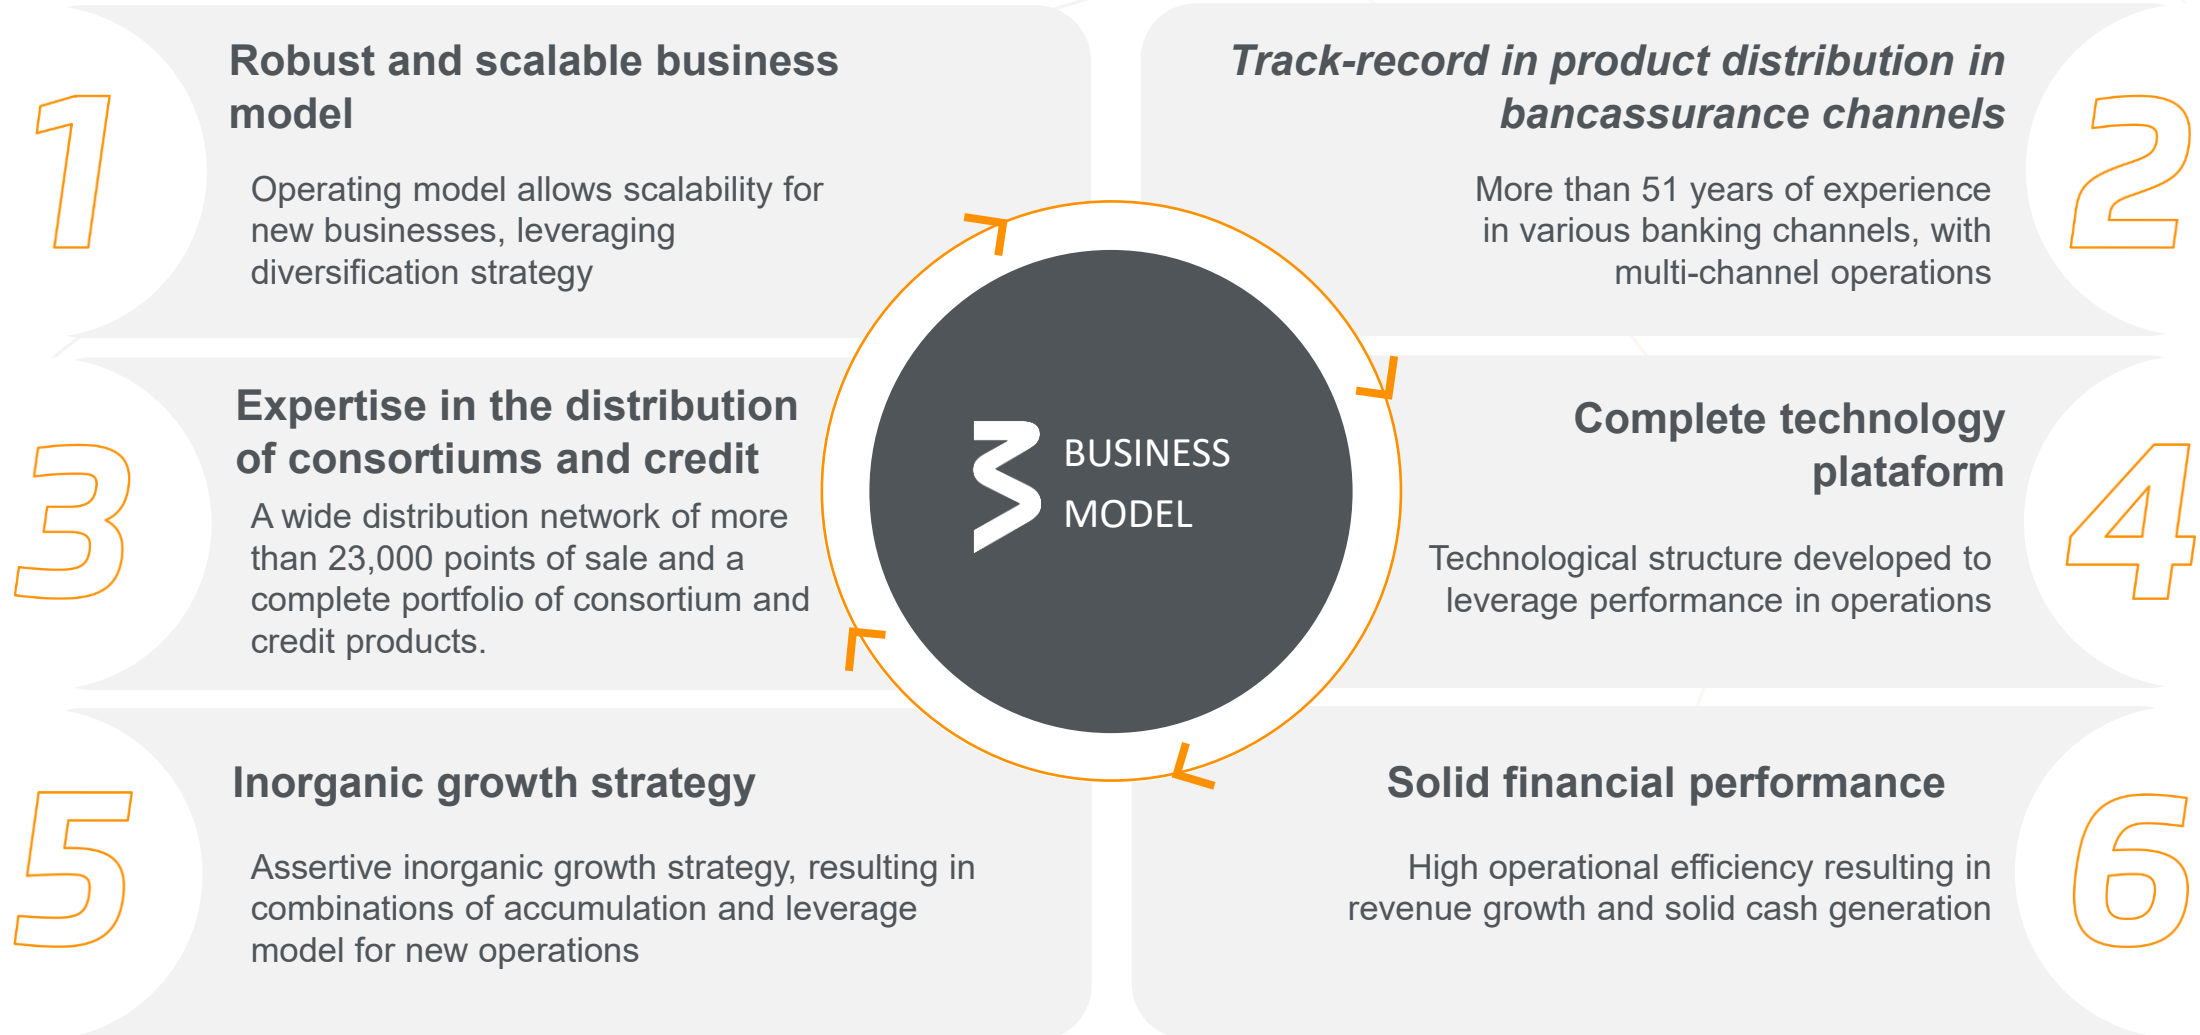 1
Robust and scalable business
model
Operating model allows scalability for
new businesses, leveraging
diversification strategy
2
Track-record in product distribution in
bancassurance channels
More than 51 years of experience
in various banking channels, with
multi-channel operations
3
Expertise in the distribution
of consortiums and credit
A wide distribution network of more
than 23,000 points of sale and a
complete portfolio of consortium and
credit products.
BUSINESS
MODEL
4
Complete technology
plataform
Technological structure developed to
leverage performance in operations
5
Inorganic growth strategy
Assertive inorganic growth strategy, resulting in
combinations of accumulation and leverage
model for new operations
6
Solid financial performance
High operational efficiency resulting in
revenue growth and solid cash generation